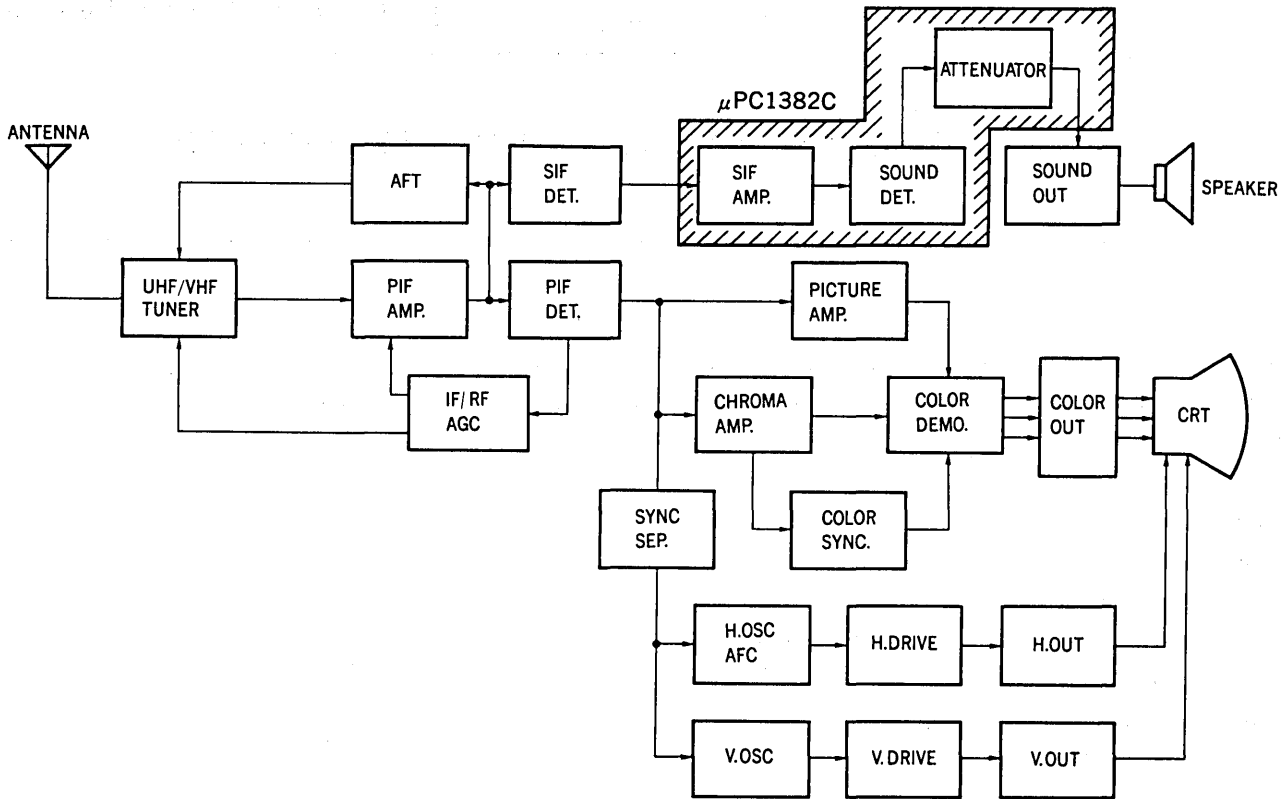 ANTENNA
μPC1382C
ATTENUATOR
AFT
SIF
DET.
SIF
AMP.
SOUND
DET.
SOUND
OUT
SPEAKER
UHF/VHF
TUNER
PIF
AMP.
PIF
DET.
PICTURE
AMP.
IF/RF
AGC
CHROMA
AMP.
COLOR
DEMO.
COLOR
OUT
CRT
SYNC
SEP.
COLOR
SYNC.
H.OSC
AFC
H.DRIVE
H.OUT
V.OSC
V.DRIVE
V.OUT